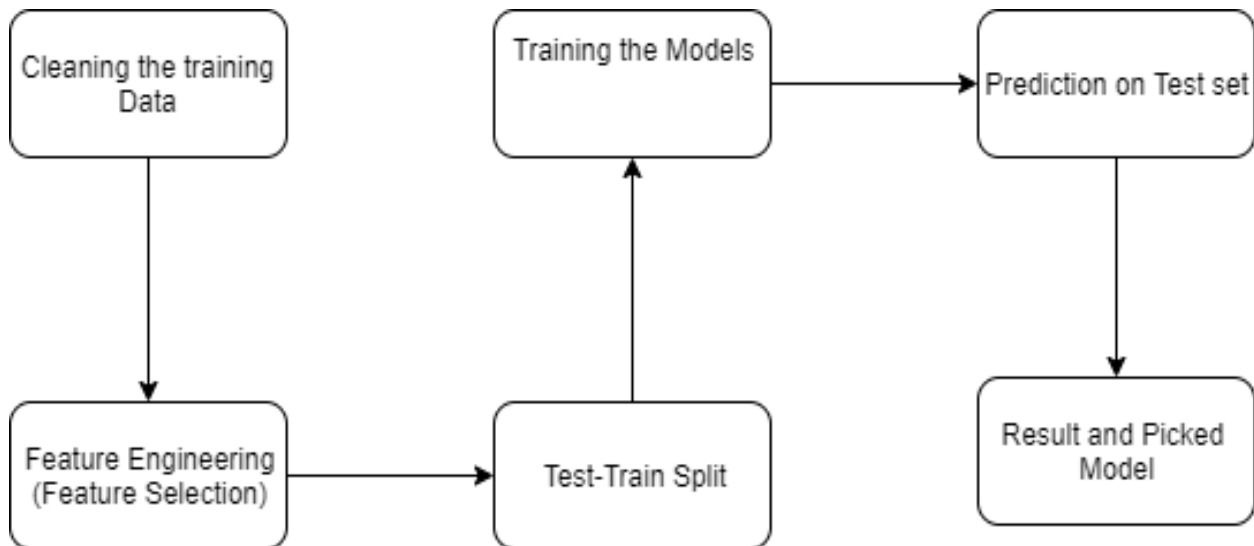 Cleaning the training
Data
Feature Engineering
(Feature Selection)
Test-Train Split
Training the Models
Prediction on Test set
Result and Picked
Model